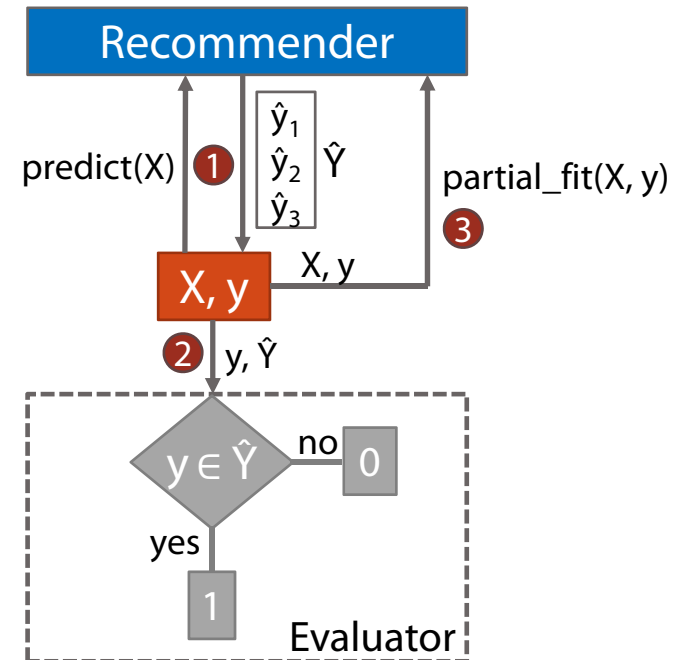 Recommender
predict(X)
1
ŷ₁
ŷ₂
ŷ₃
Ŷ
partial_fit(X, y)
3
X, y
X, y
2
y, Ŷ
y ∈ Ŷ
no
0
yes
1
Evaluator